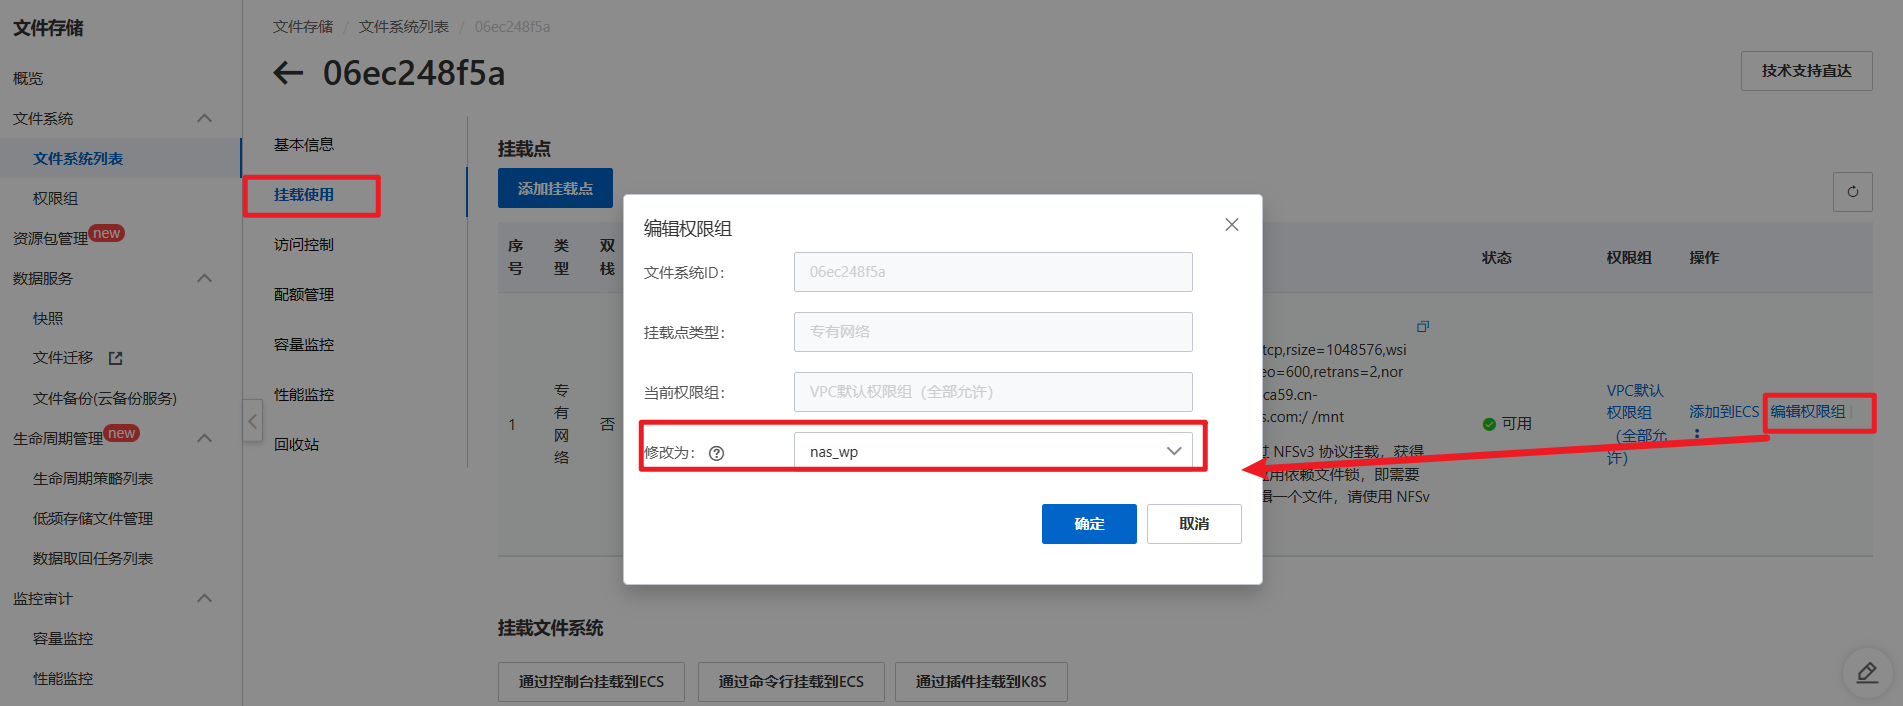 文件存储
概览
文件系统
文件系统列表
权限组
资源包管理 new
数据服务
快照
文件迁移
文件备份(云备份服务)
生命周期管理 new
生命周期策略列表
低频存储文件管理
数据取回任务列表
监控审计
容量监控
性能监控
文件存储 / 文件系统列表 / 06ec248f5a
← 06ec248f5a
技术支持直达
基本信息
挂载使用
访问控制
配额管理
容量监控
性能监控
回收站
挂载点
添加挂载点
序号 类型 双栈 状态 权限组 操作
1 专有网络 否
tcp,rsize=1048576,wsi
eo=600,retrans=2,nor
ca59.cn-
s.com:/ /mnt
NFSv3 协议挂载，获得
用依赖文件锁，即需要
一个文件，请使用 NFSv
可用
VPC默认
权限组
（全部允
许）
添加到ECS
编辑权限组
编辑权限组
文件系统ID： 06ec248f5a
挂载点类型： 专有网络
当前权限组： VPC默认权限组（全部允许）
修改为： nas_wp
确定 取消
挂载文件系统
通过控制台挂载到ECS 通过命令行挂载到ECS 通过插件挂载到K8S